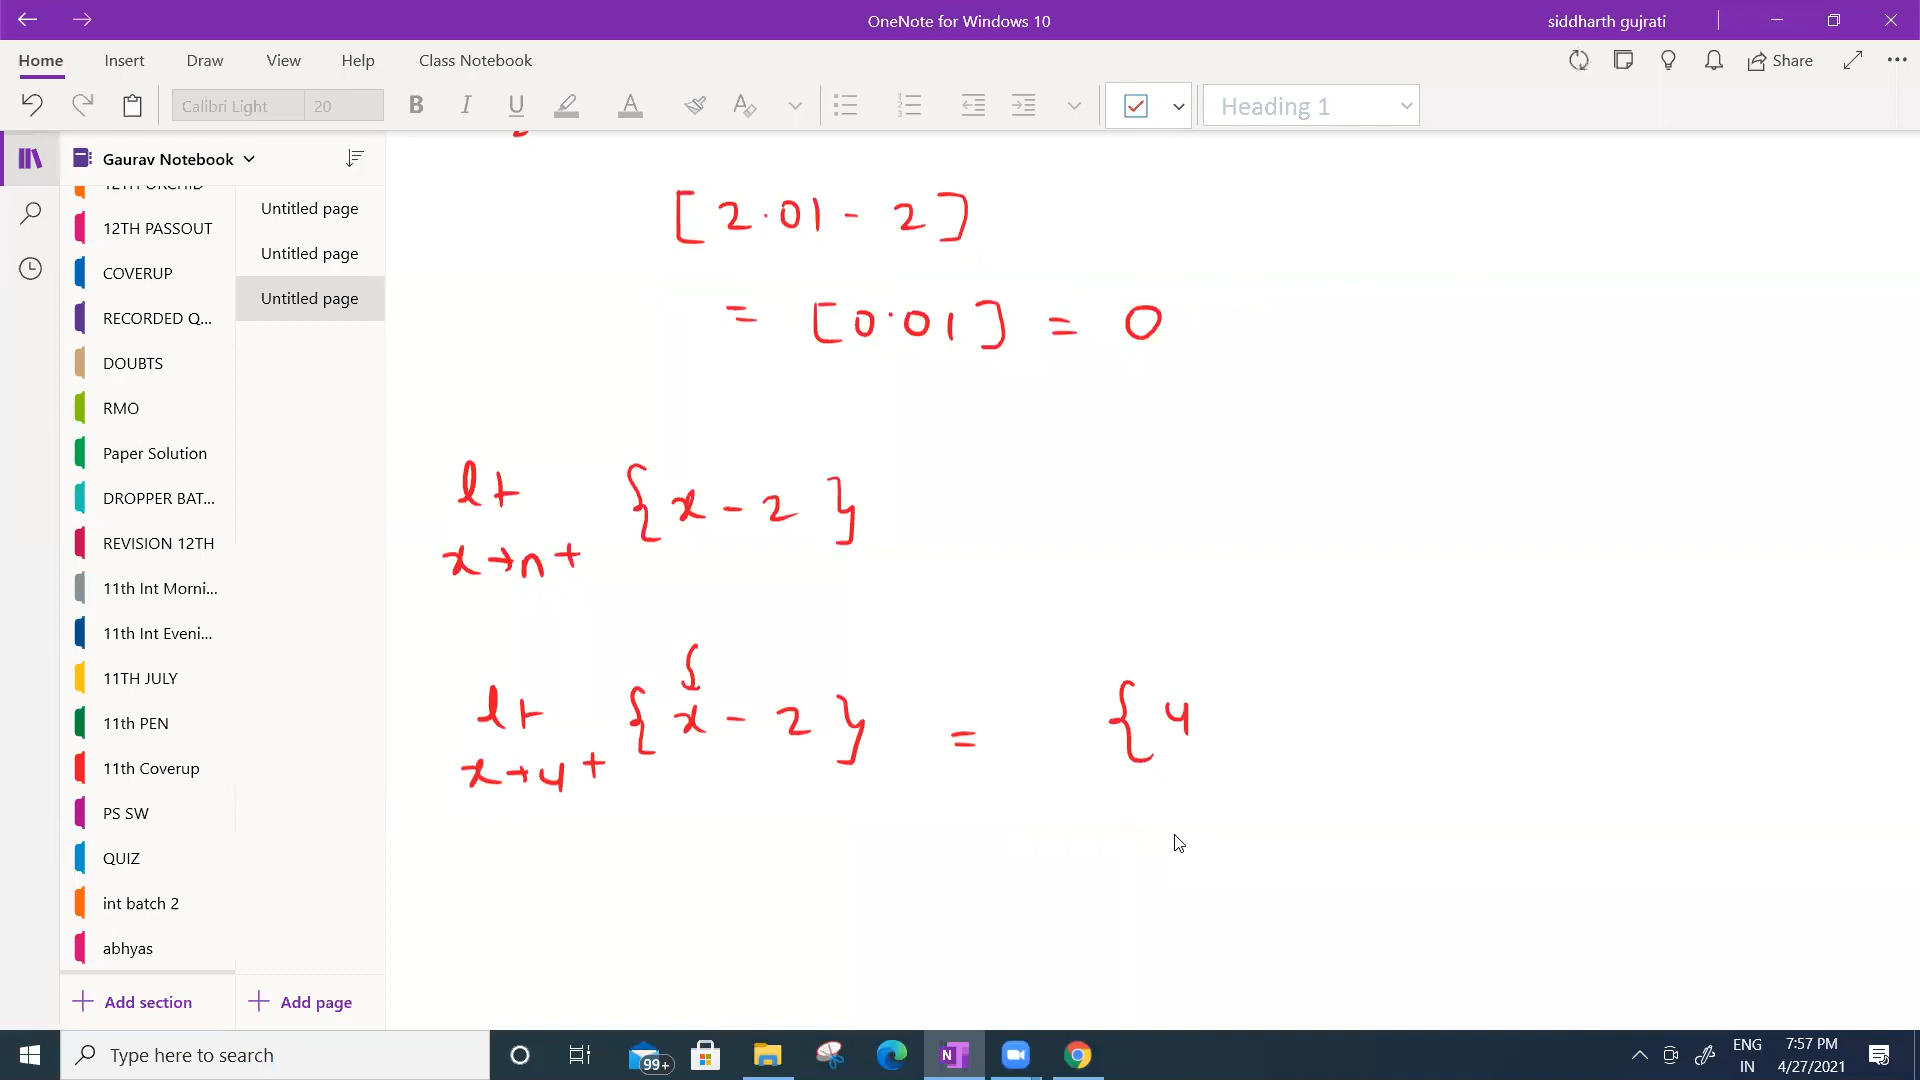 OneNote for Windows 10
siddharth gujrati
Home Insert Draw View Help Class Notebook
Share
Calibri Light 20
B I U A
Heading 1
Gaurav Notebook
12TH ORCHID
12TH PASSOUT
COVERUP
RECORDED Q...
DOUBTS
RMO
Paper Solution
DROPPER BAT...
REVISION 12TH
11th Int Morni...
11th Int Eveni...
11TH JULY
11th PEN
11th Coverup
PS SW
QUIZ
int batch 2
abhyas
Add section
Untitled page
Untitled page
Untitled page
Add page
[2.01 - 2]
= [0.01] = 0
lt {x - 2}
x→n+
lt {x - 2} = {4
x→4+
Type here to search
99+
N
ENG
IN
7:57 PM
4/27/2021